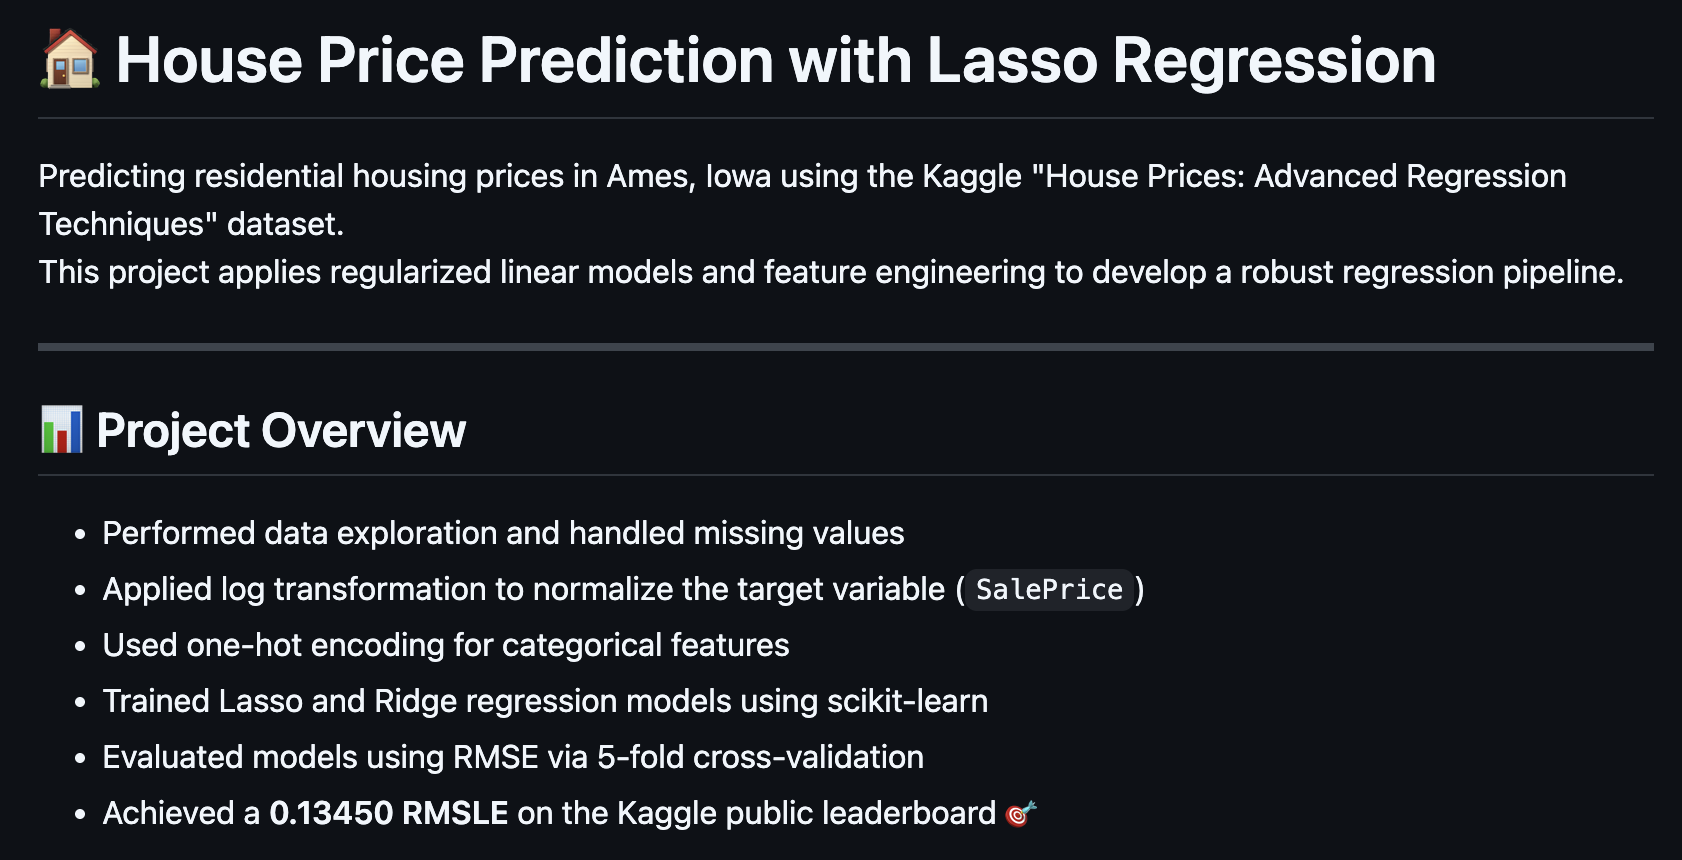 🏠 House Price Prediction with Lasso Regression
Predicting residential housing prices in Ames, Iowa using the Kaggle "House Prices: Advanced Regression
Techniques" dataset.
This project applies regularized linear models and feature engineering to develop a robust regression pipeline.
📊 Project Overview
• Performed data exploration and handled missing values
• Applied log transformation to normalize the target variable (SalePrice)
• Used one-hot encoding for categorical features
• Trained Lasso and Ridge regression models using scikit-learn
• Evaluated models using RMSE via 5-fold cross-validation
• Achieved a 0.13450 RMSLE on the Kaggle public leaderboard 🎯